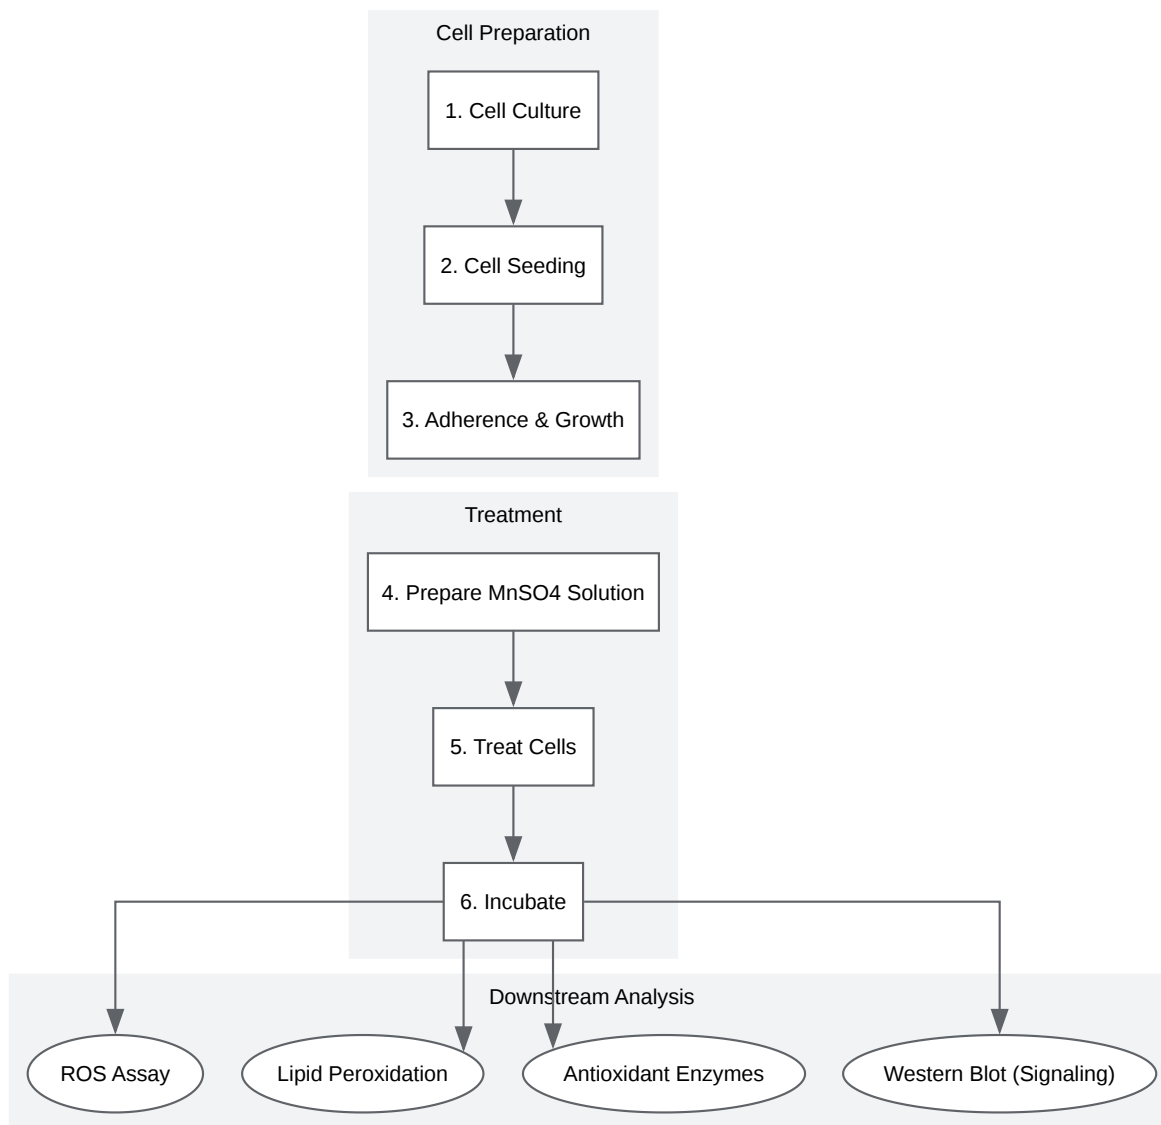 Cell Preparation
1. Cell Culture
2. Cell Seeding
3. Adherence & Growth
Treatment
4. Prepare MnSO4 Solution
5. Treat Cells
6. Incubate
Downstream Analysis
ROS Assay
Lipid Peroxidation
Antioxidant Enzymes
Western Blot (Signaling)